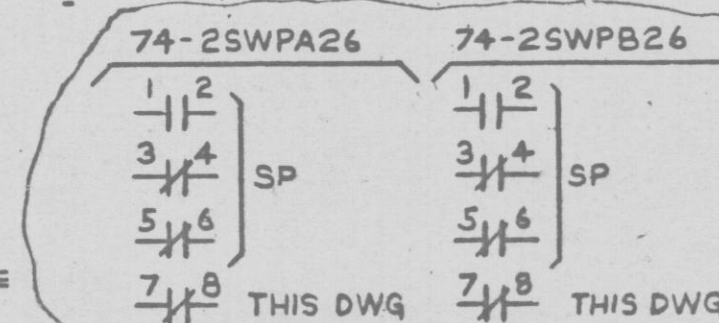 74-2SWPA26 74-2SWPB26
1 2 1 2
3 4 SP 3 4 SP
5 6 5 6
7 8 THIS DWG 7 8 THIS DWG